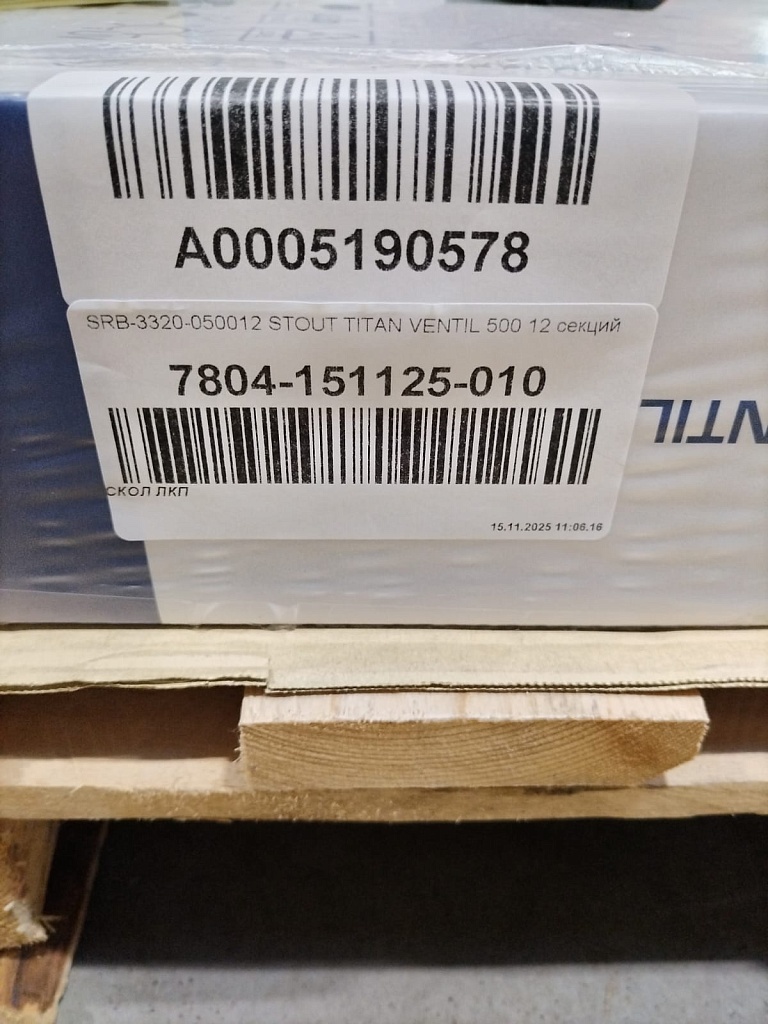 A0005190578
SRB-3320-050012 STOUT TITAN VENTIL 500 12 секций
7804-151125-010
СКОЛ ЛКП
15.11.2025 11:06.16
NTIL